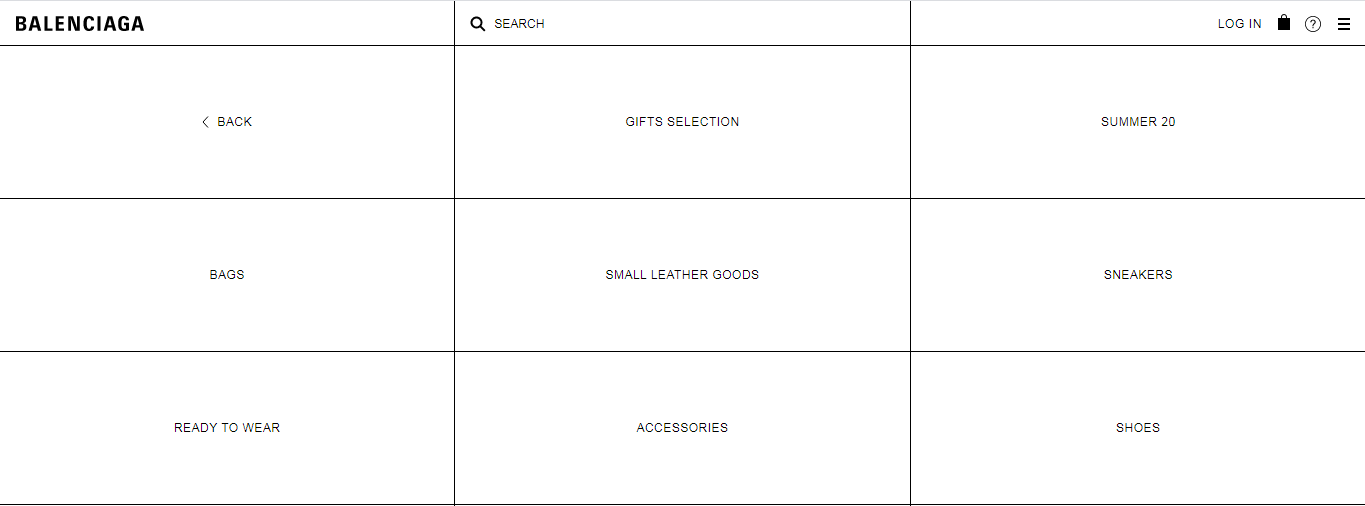 BALENCIAGA
SEARCH
LOG IN
?
BACK
GIFTS SELECTION
SUMMER 20
BAGS
SMALL LEATHER GOODS
SNEAKERS
READY TO WEAR
ACCESSORIES
SHOES